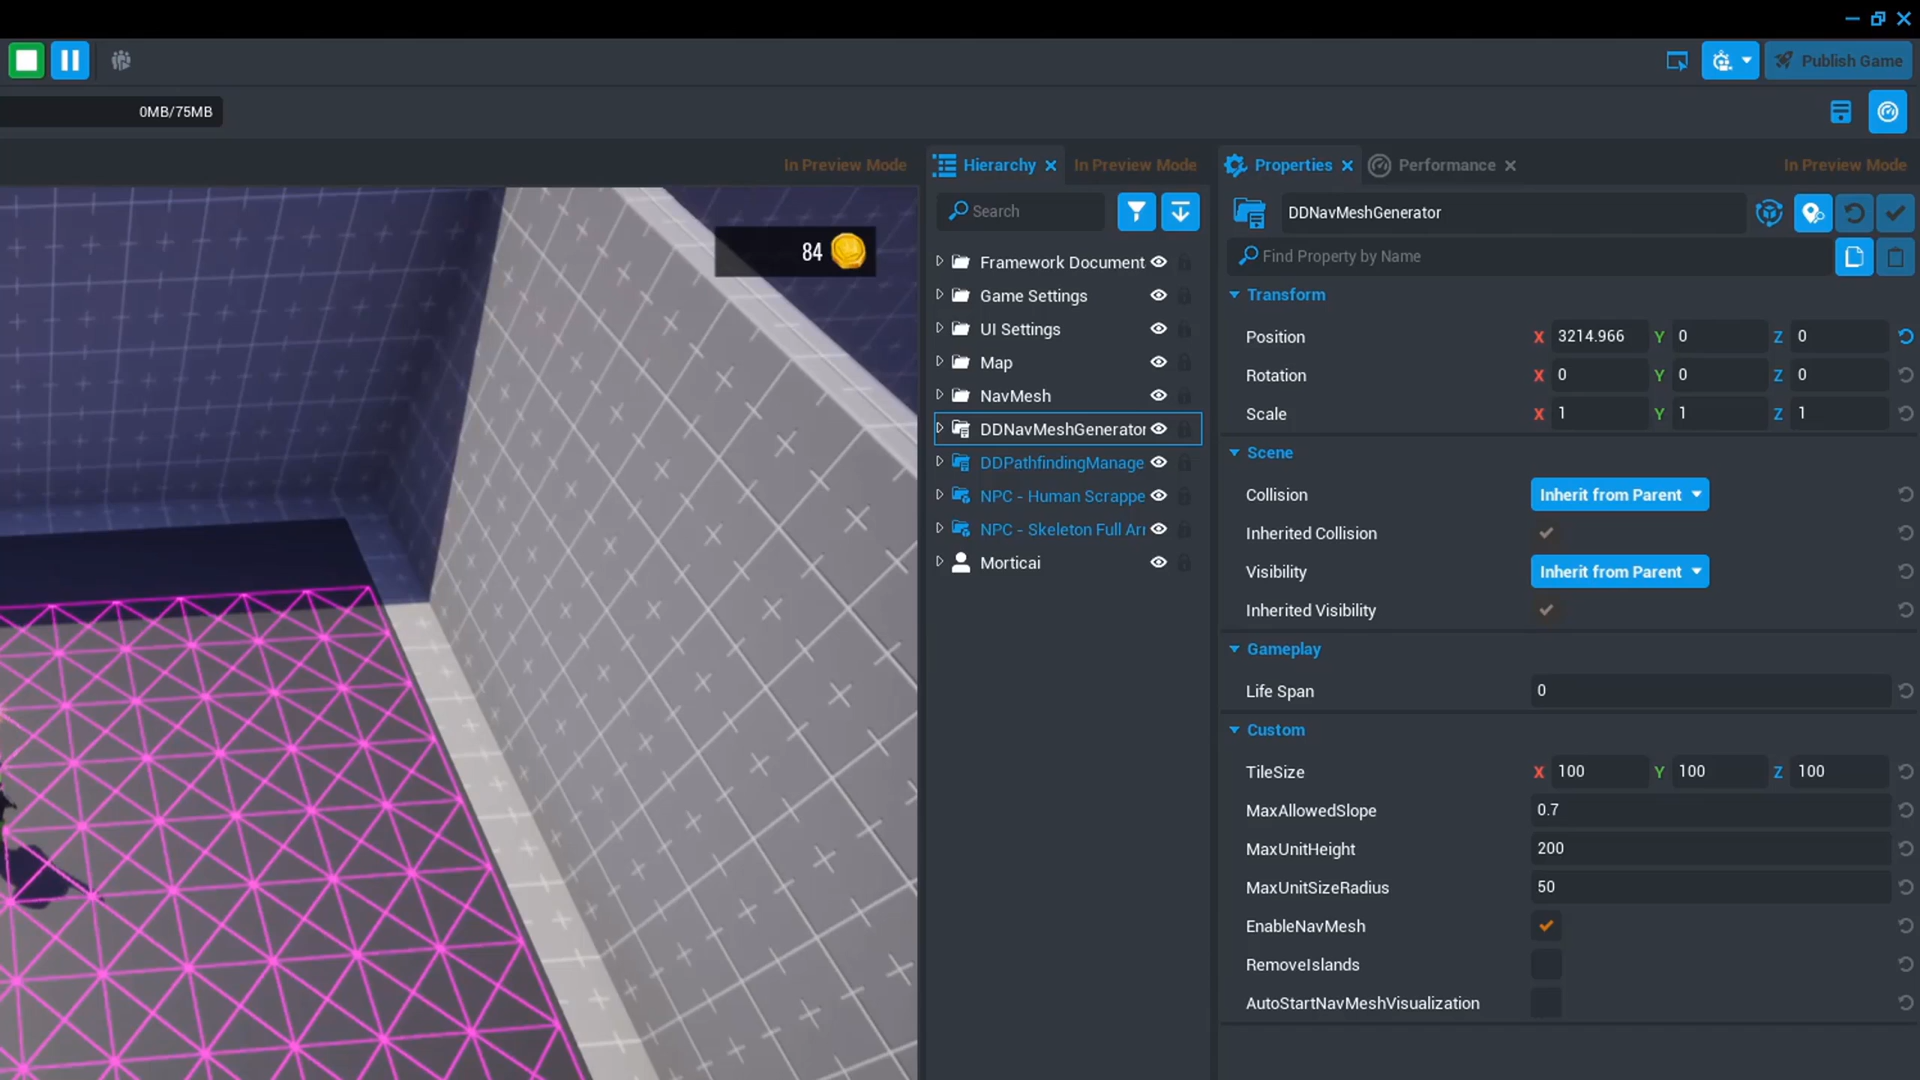 Publish Game
0MB/75MB
In Preview Mode
Hierarchy
In Preview Mode
Properties
Performance
In Preview Mode
Search
DDNavMeshGenerator
Find Property by Name
84
Framework Document
Game Settings
UI Settings
Map
NavMesh
DDNavMeshGenerator
DDPathfindingManage
NPC - Human Scrappe
NPC - Skeleton Full Arr
Morticai
Transform
Position X 3214.966 Y 0 Z 0
Rotation X 0 Y 0 Z 0
Scale X 1 Y 1 Z 1
Scene
Collision Inherit from Parent
Inherited Collision
Visibility Inherit from Parent
Inherited Visibility
Gameplay
Life Span 0
Custom
TileSize X 100 Y 100 Z 100
MaxAllowedSlope 0.7
MaxUnitHeight 200
MaxUnitSizeRadius 50
EnableNavMesh
RemoveIslands
AutoStartNavMeshVisualization